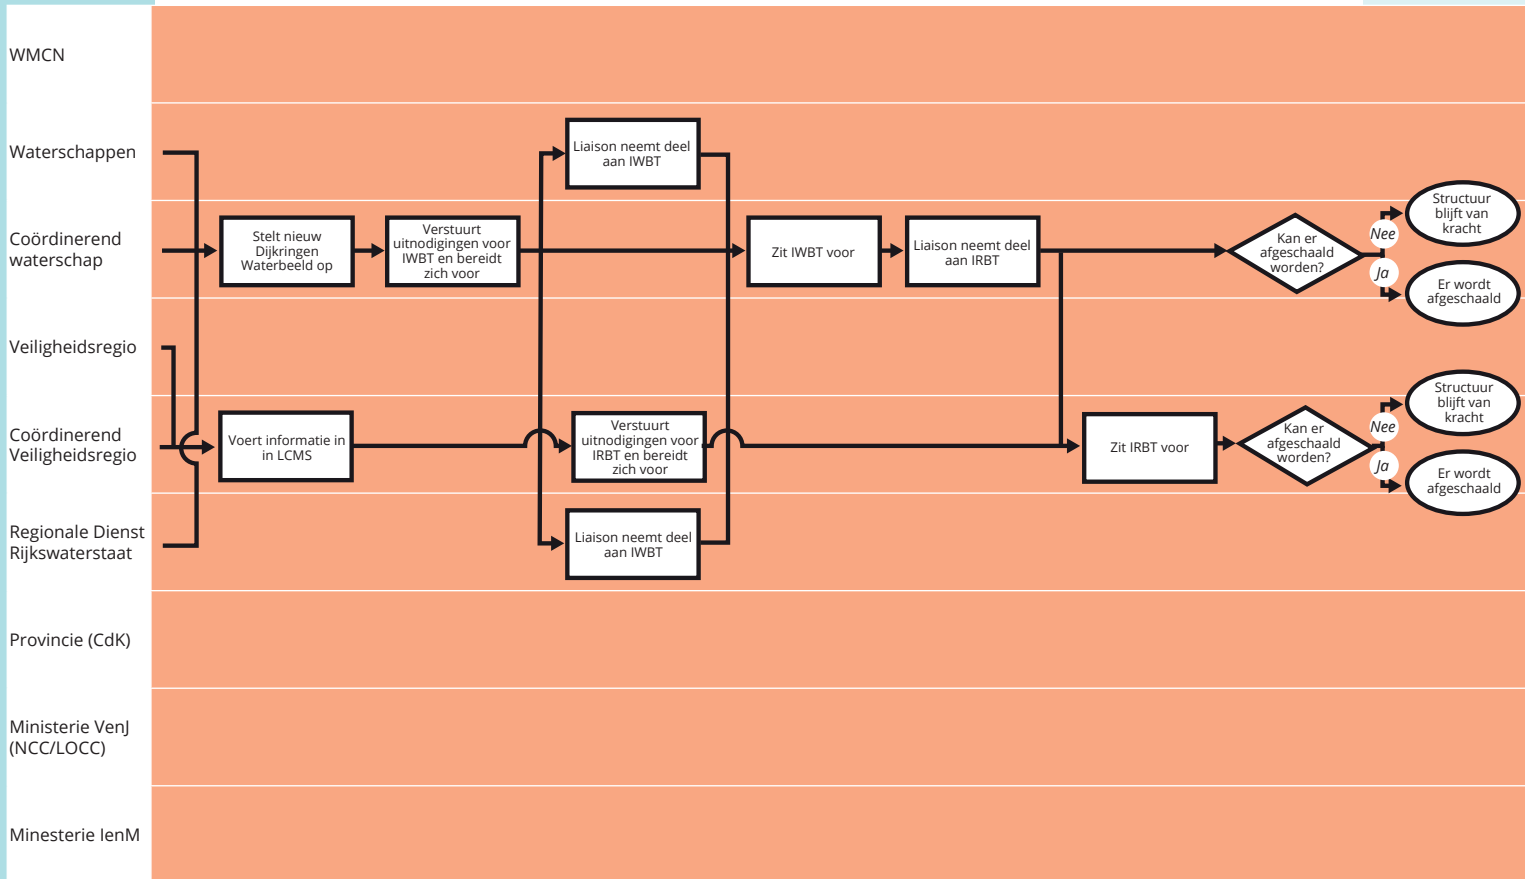 WMCN
Waterschappen
Liaison neemt deel
aan IWBT
Coördinerend
waterschap
Stelt nieuw
Dijkringen
Waterbeeld op
Verstuurt
uitnodigingen voor
IWBT en bereidt
zich voor
Zit IWBT voor
Liaison neemt deel
aan IRBT
Kan er
afgeschaald
worden?
Nee
Ja
Structuur
blijft van
kracht
Er wordt
afgeschaald
Veiligheidsregio
Coördinerend
Veiligheidsregio
Voert informatie in
in LCMS
Verstuurt
uitnodigingen voor
IRBT en bereidt
zich voor
Zit IRBT voor
Kan er
afgeschaald
worden?
Nee
Ja
Structuur
blijft van
kracht
Er wordt
afgeschaald
Regionale Dienst
Rijkswaterstaat
Liaison neemt deel
aan IWBT
Provincie (CdK)
Ministerie VenJ
(NCC/LOCC)
Minesterie IenM